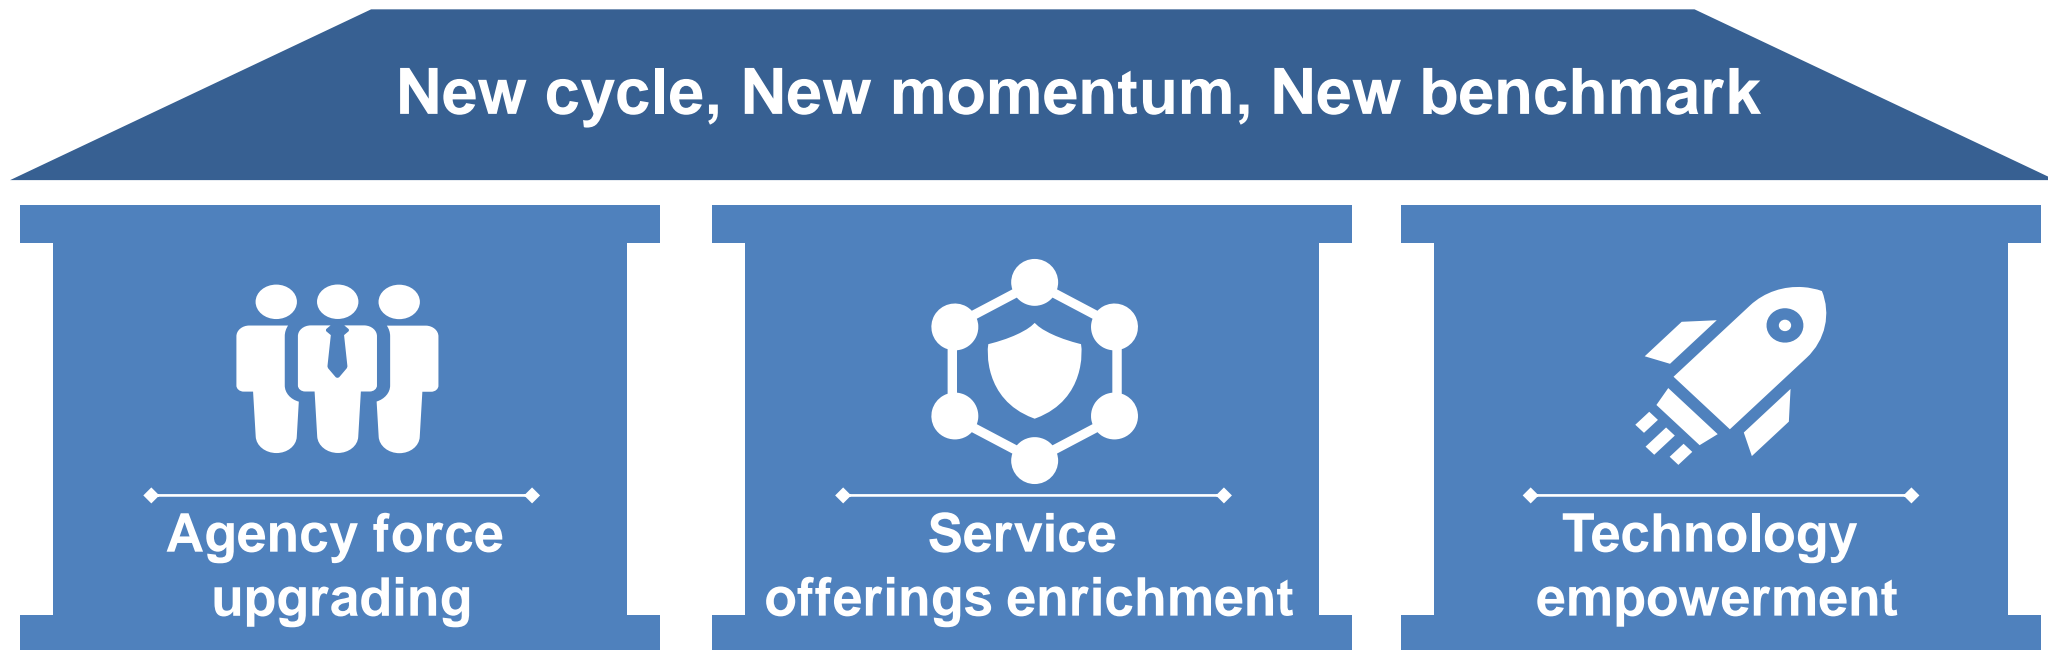 New cycle, New momentum, New benchmark
Agency force
upgrading
Service
offerings enrichment
Technology
empowerment